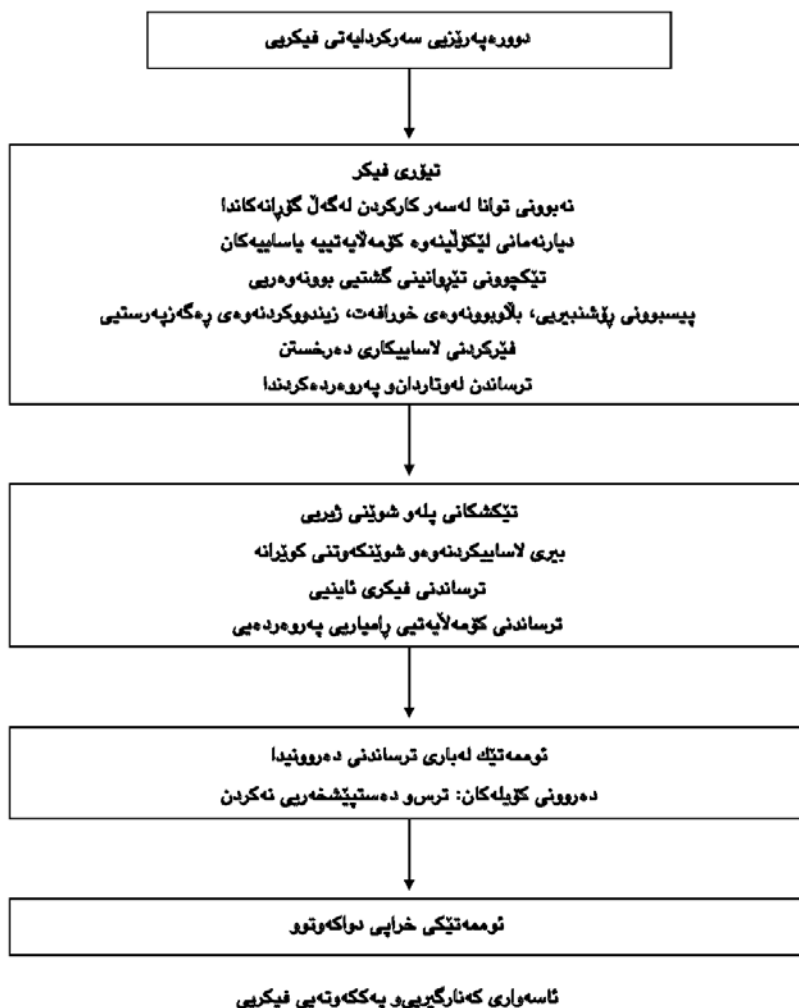 دوورەپەرێزیی سەرکردایەتی فیکریی
تیۆری فیکر
نەبوونی توانا لەسەر کارکردن لەگەڵ گۆڕانەکاندا
دیارنەمانی لێکۆڵینەوە کۆمەڵایەتییە یاساییەکان
تێکچوونی تێڕوانینی گشتیی بوونەوەریی
پیسبوونی ڕۆشنبیریی، بڵاوبوونەوەی خورافەت، زیندووکردنەوەی ڕەگەزپەرستیی
فێرکردنی لاساییکاری دەرخستن
ترساندن لەوتاردان‌و پەروەردەکردندا
تێکشکانی پلەو شوێنی ژیریی
بیری لاساییکردنەوەو شوێنکەوتنی کوێرانە
ترساندنی فیکری ئاینیی
ترساندنی کۆمەڵایەتیی ڕامیاریی پەروەردەیی
ئوممەتێك لەباری ترساندنی دەروونیدا
دەروونی کۆیلەکان: ترس‌و دەستپێشخەریی نەکردن
ئوممەتێکی خراپی دواکەوتوو
ئاسەواری کەنارگیریی‌و پەککەوتەیی فیکریی